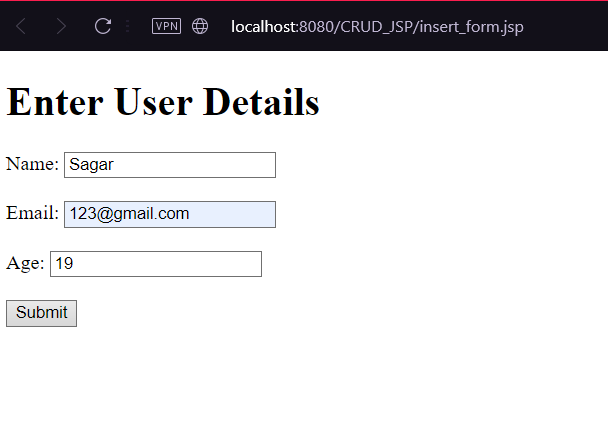 VPN localhost:8080/CRUD_JSP/insert_form.jsp
Enter User Details
Name: Sagar
Email: 123@gmail.com
Age: 19
Submit